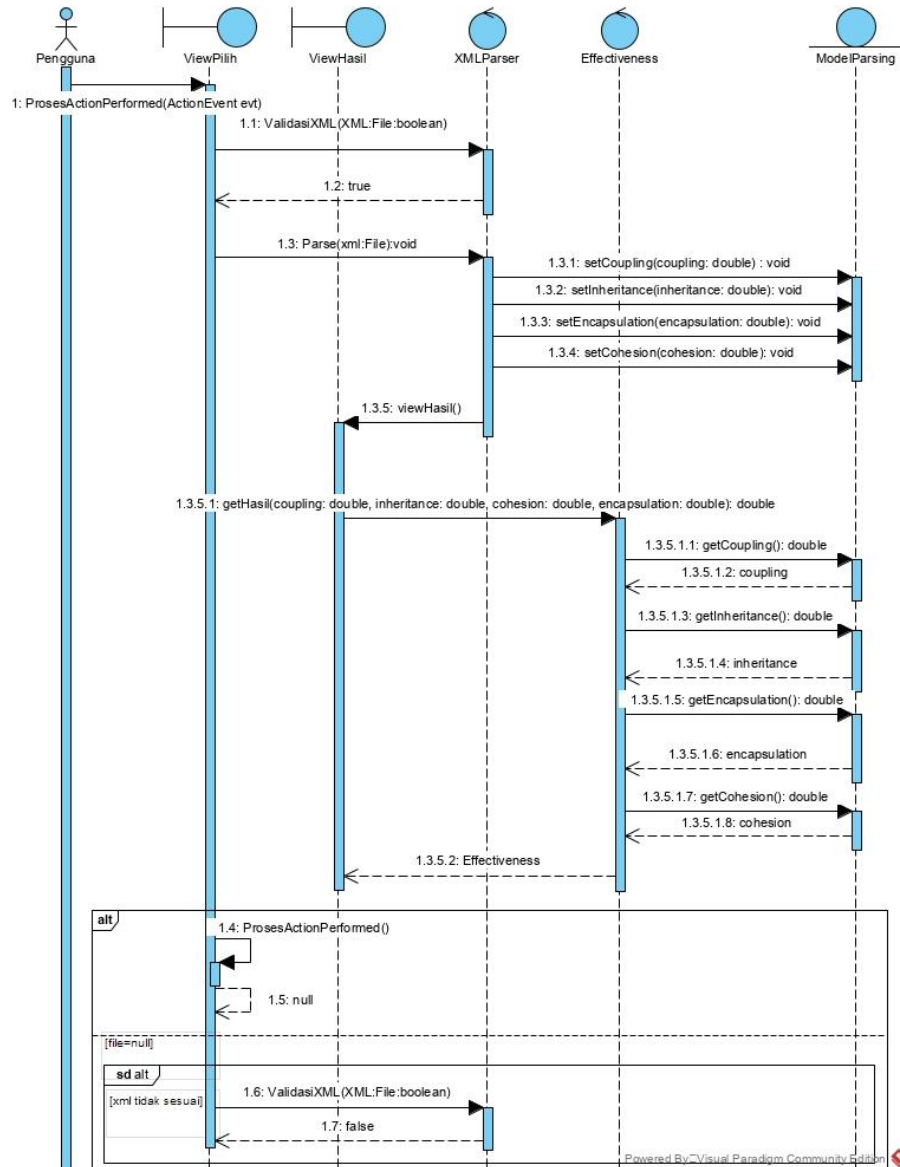 Pengguna
ViewPilih
ViewHasil
XMLParser
Effectiveness
ModelParsing
1: ProsesActionPerformed(ActionEvent evt)
1.1: ValidasiXML(XML:File:boolean)
1.2: true
1.3: Parse(xml:File):void
1.3.1: setCoupling(coupling: double) : void
1.3.2: setInheritance(inheritance: double): void
1.3.3: setEncapsulation(encapsulation: double): void
1.3.4: setCohesion(cohesion: double): void
1.3.5: viewHasil()
1.3.5.1: getHasil(coupling: double, inheritance: double, cohesion: double, encapsulation: double): double
1.3.5.1.1: getCoupling(): double
1.3.5.1.2: coupling
1.3.5.1.3: getInheritance(): double
1.3.5.1.4: inheritance
1.3.5.1.5: getEncapsulation(): double
1.3.5.1.6: encapsulation
1.3.5.1.7: getCohesion(): double
1.3.5.1.8: cohesion
1.3.5.2: Effectiveness
alt
1.4: ProsesActionPerformed()
1.5: null
[file=null]
sd alt
[xml tidak sesuai]
1.6: ValidasiXML(XML:File:boolean)
1.7: false
Powered By Visual Paradigm Community Edition